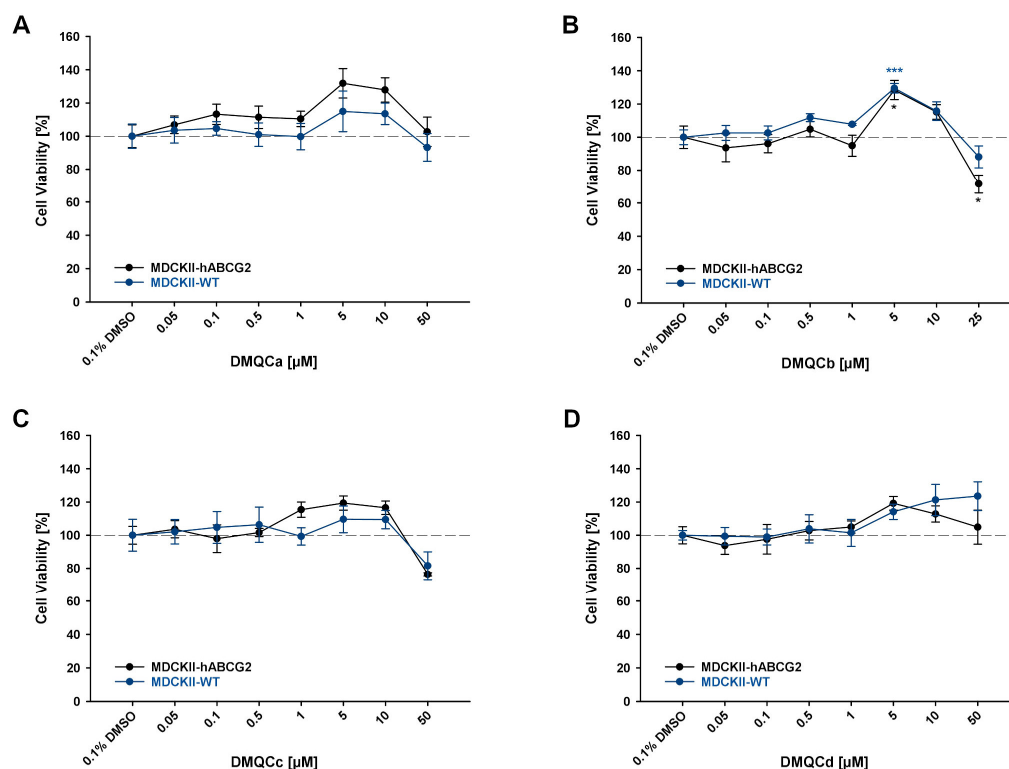 A
160
140
120
100
80
60
40
20
0
Cell Viability [%]
MDCKII-hABCG2
MDCKII-WT
0.1% DMSO
0.05
0.1
0.5
1
5
10
50
DMQCa [µM]
B
160
140
120
100
80
60
40
20
0
Cell Viability [%]
***
*
*
MDCKII-hABCG2
MDCKII-WT
0.1% DMSO
0.05
0.1
0.5
1
5
10
25
DMQCb [µM]
C
160
140
120
100
80
60
40
20
0
Cell Viability [%]
MDCKII-hABCG2
MDCKII-WT
0.1% DMSO
0.05
0.1
0.5
1
5
10
50
DMQCc [µM]
D
160
140
120
100
80
60
40
20
0
Cell Viability [%]
MDCKII-hABCG2
MDCKII-WT
0.1% DMSO
0.05
0.1
0.5
1
5
10
50
DMQCd [µM]